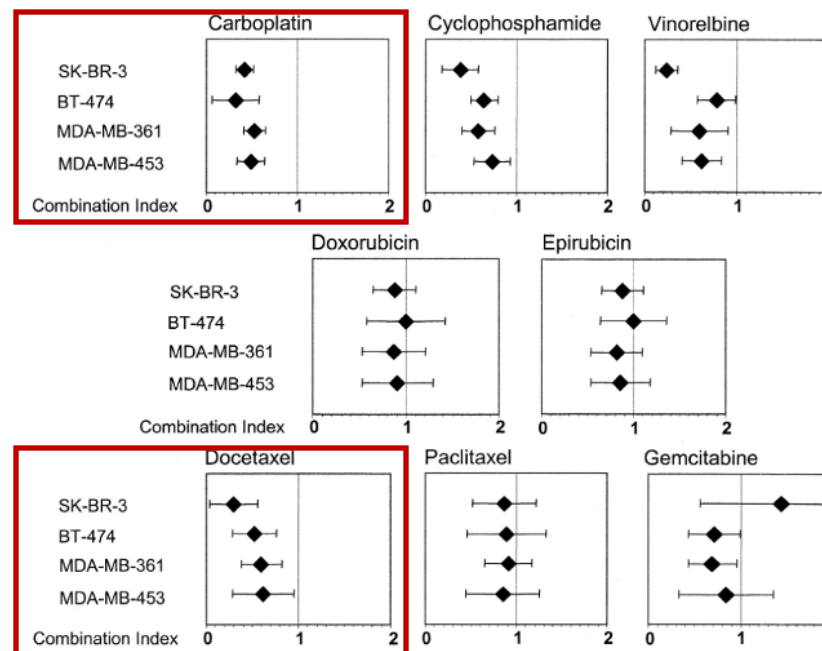 Carboplatin Cyclophosphamide Vinorelbine
SK-BR-3
BT-474
MDA-MB-361
MDA-MB-453
Combination Index 0 1 2 0 1 2 0 1
Doxorubicin Epirubicin
SK-BR-3
BT-474
MDA-MB-361
MDA-MB-453
Combination Index 0 1 2 0 1 2
Docetaxel Paclitaxel Gemcitabine
SK-BR-3
BT-474
MDA-MB-361
MDA-MB-453
Combination Index 0 1 2 0 1 2 0 1